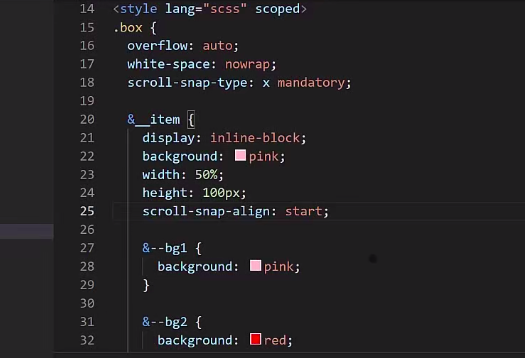 14 <style lang="scss" scoped>
15 .box {
16 overflow: auto;
17 white-space: nowrap;
18 scroll-snap-type: x mandatory;
19
20 &__item {
21 display: inline-block;
22 background: pink;
23 width: 50%;
24 height: 100px;
25 scroll-snap-align: start;
26
27 &--bg1 {
28 background: pink;
29 }
30
31 &--bg2 {
32 background: red;